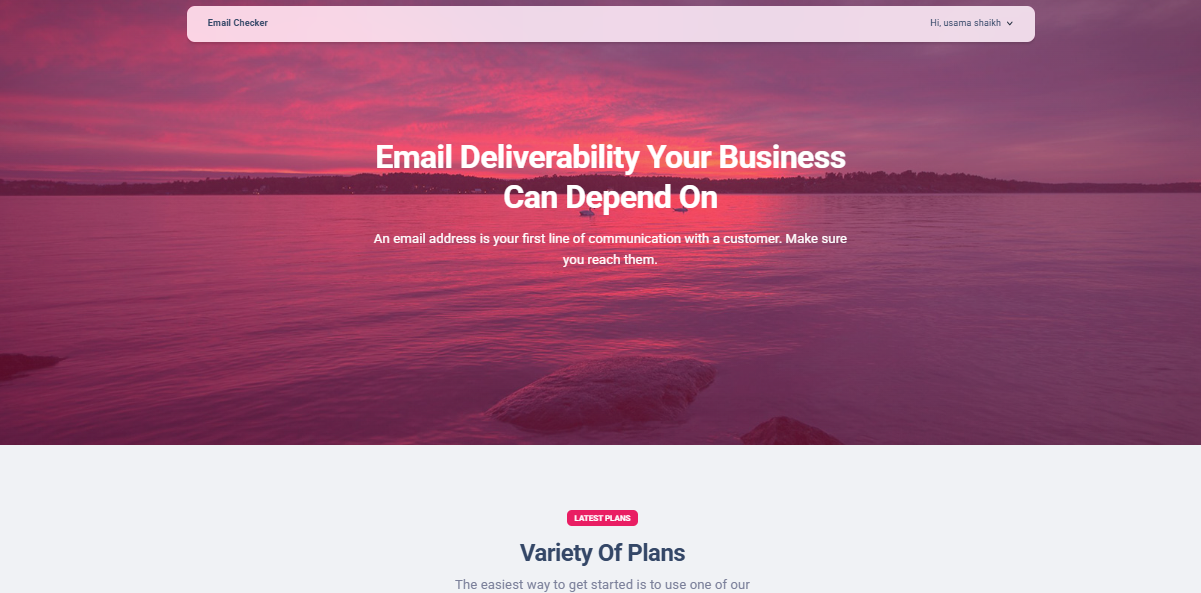 Email Checker
Hi, usama shaikh
Email Deliverability Your Business
Can Depend On
An email address is your first line of communication with a customer. Make sure
you reach them.
LATEST PLANS
Variety Of Plans
The easiest way to get started is to use one of our